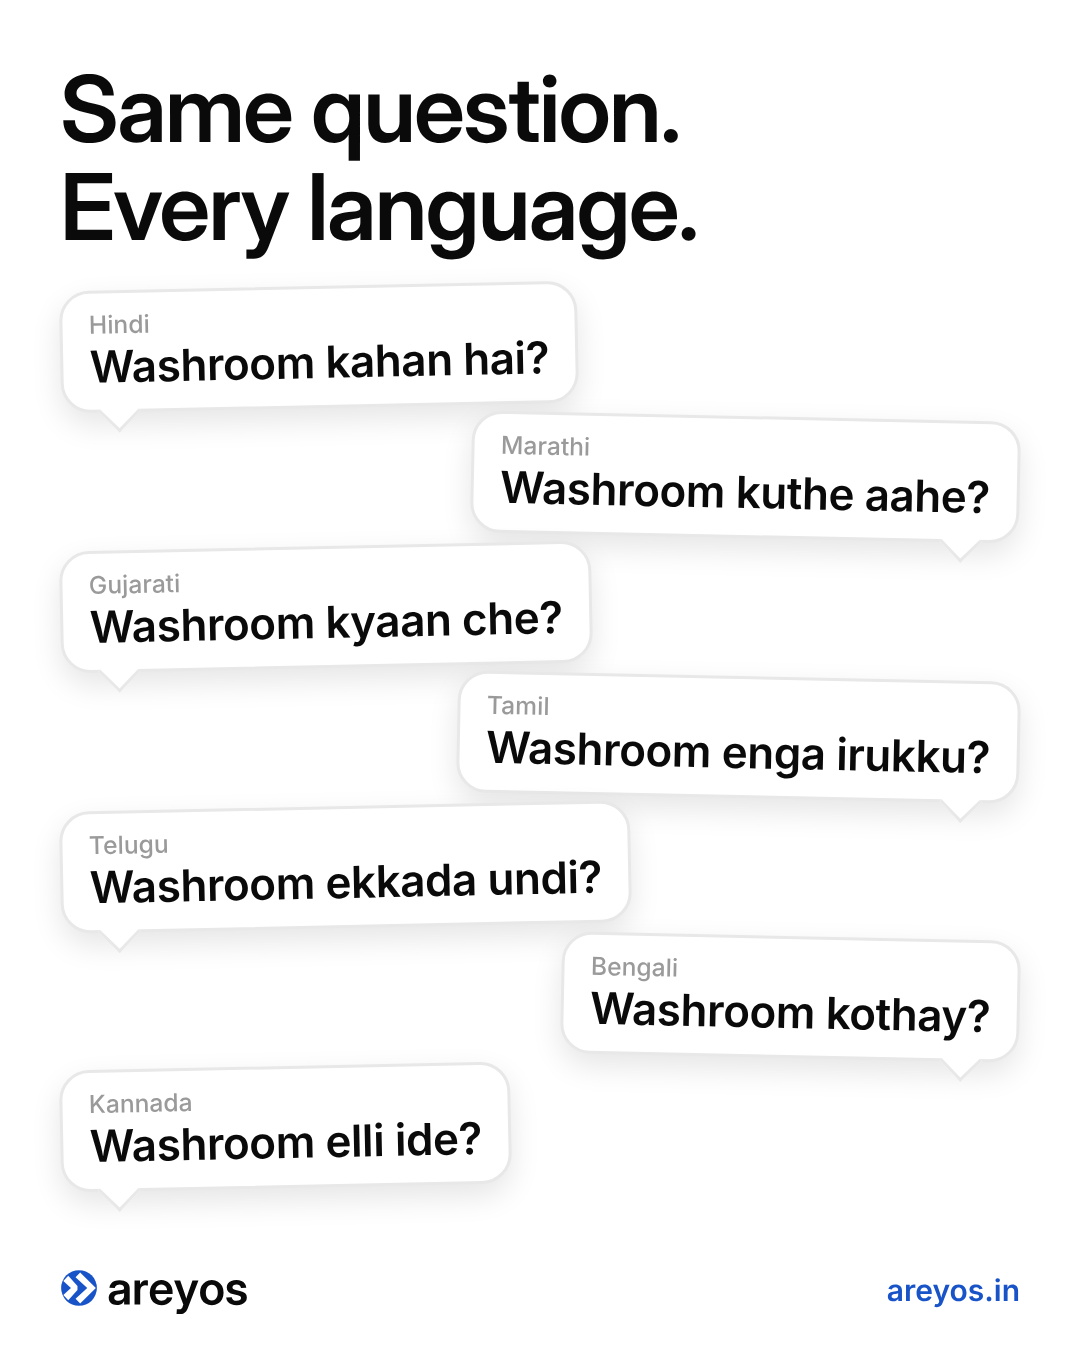 Same question.
Every language.
Hindi
Washroom kahan hai?
Marathi
Washroom kuthe aahe?
Gujarati
Washroom kyaan che?
Tamil
Washroom enga irukku?
Telugu
Washroom ekkada undi?
Bengali
Washroom kothay?
Kannada
Washroom elli ide?
areyos
areyos.in